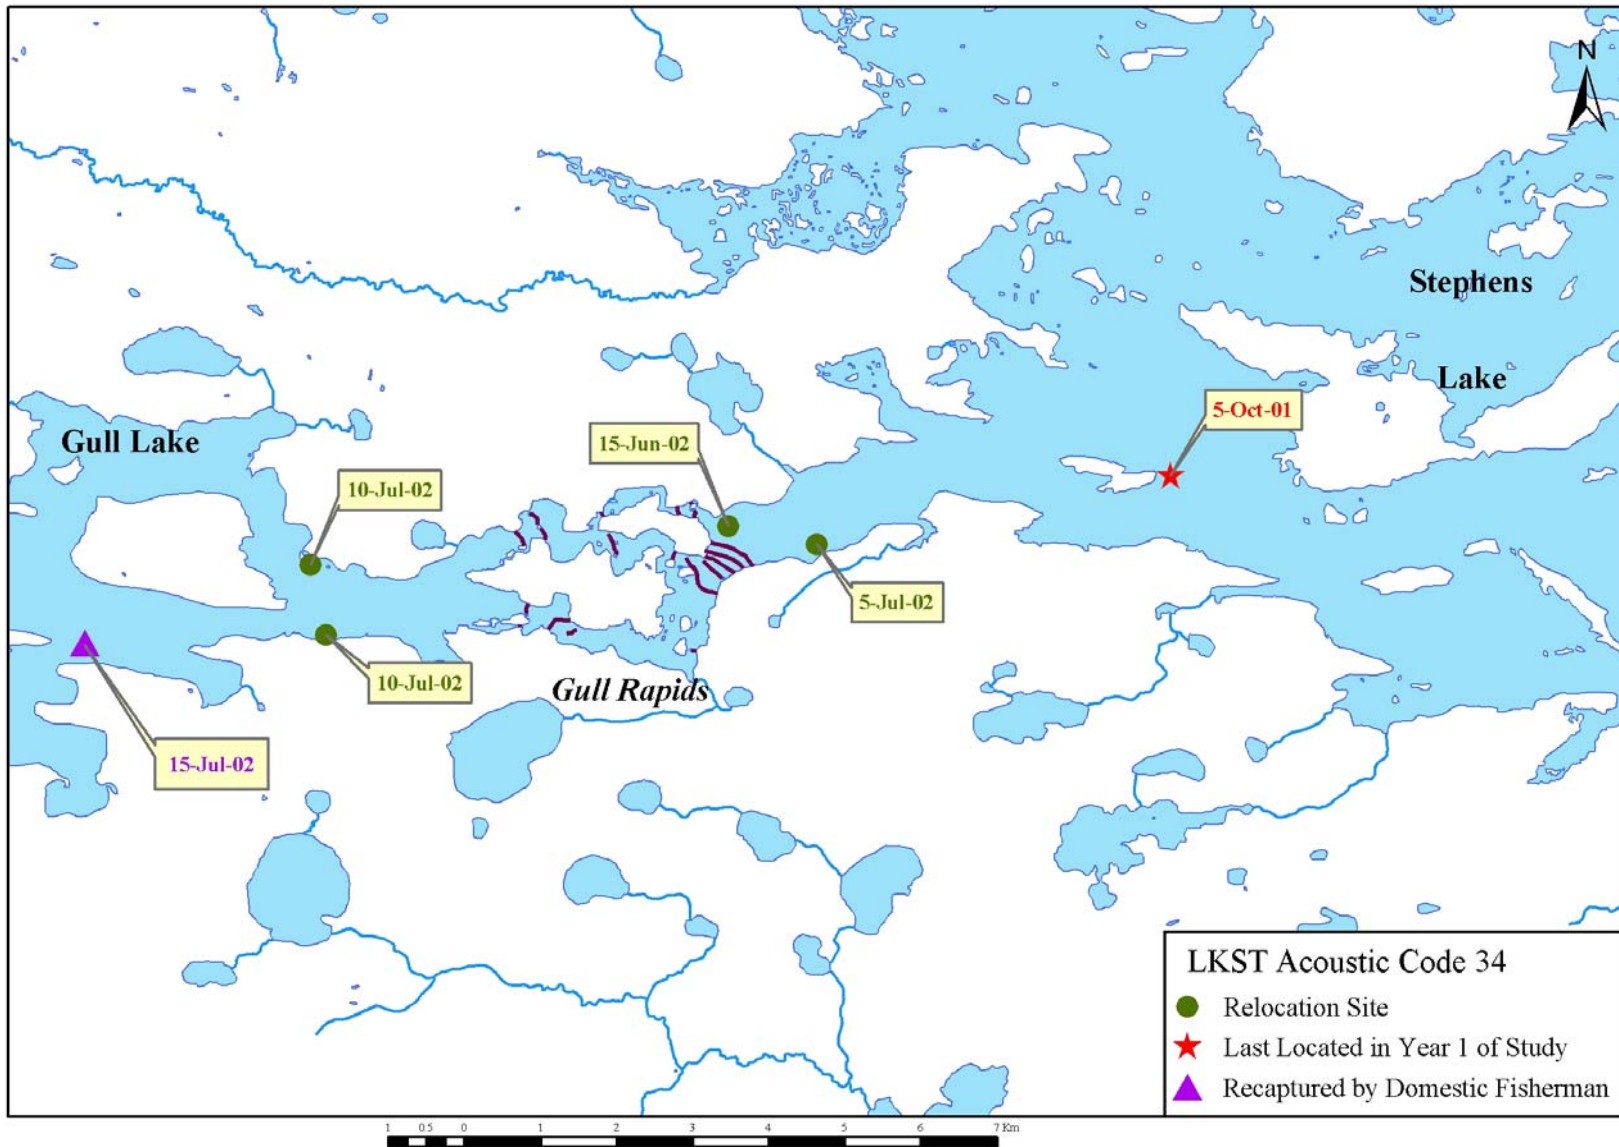 N
Stephens
Lake
5-Oct-01
Gull Lake
15-Jun-02
10-Jul-02
5-Jul-02
10-Jul-02
Gull Rapids
15-Jul-02
LKST Acoustic Code 34
Relocation Site
Last Located in Year 1 of Study
Recaptured by Domestic Fisherman
1 0.5 0 1 2 3 4 5 6 7 Km